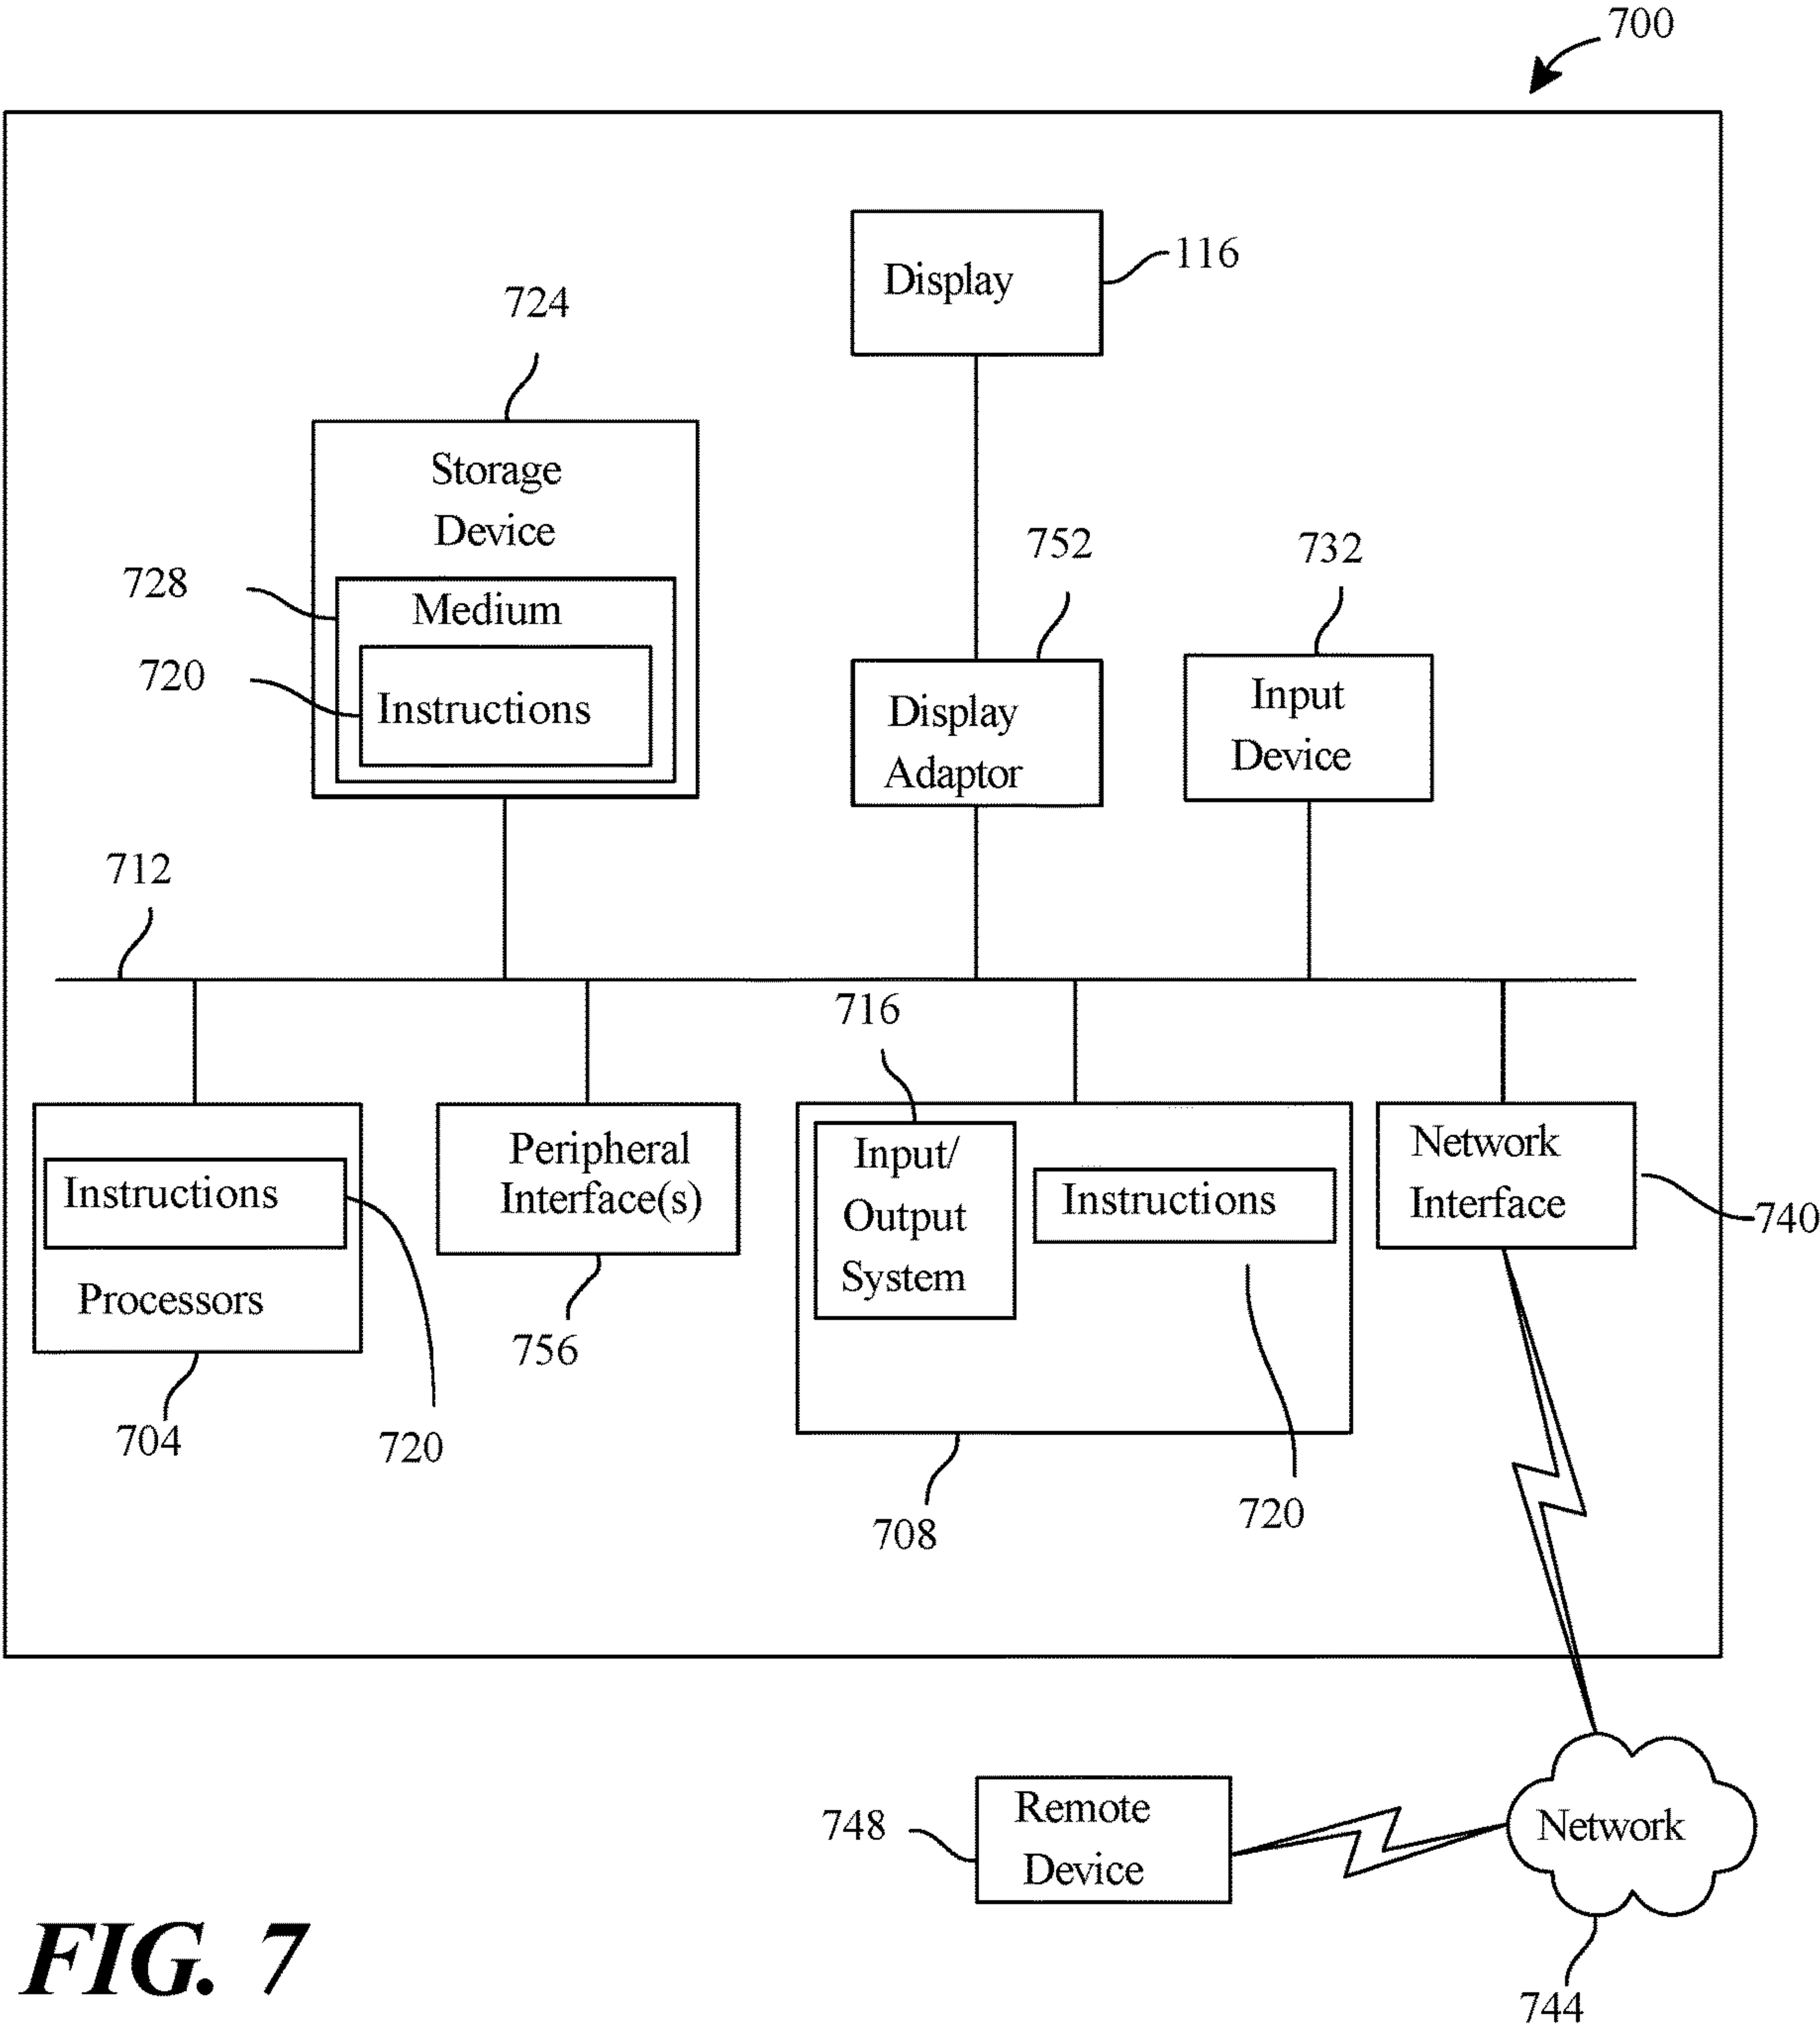 700
Display
116
724
Storage
Device
728
Medium
720
Instructions
752
Display
Adaptor
732
Input
Device
712
716
Instructions
Processors
704
720
Peripheral
Interface(s)
756
Input/
Output
System
Instructions
708
720
Network
Interface
740
748
Remote
Device
Network
744
FIG. 7